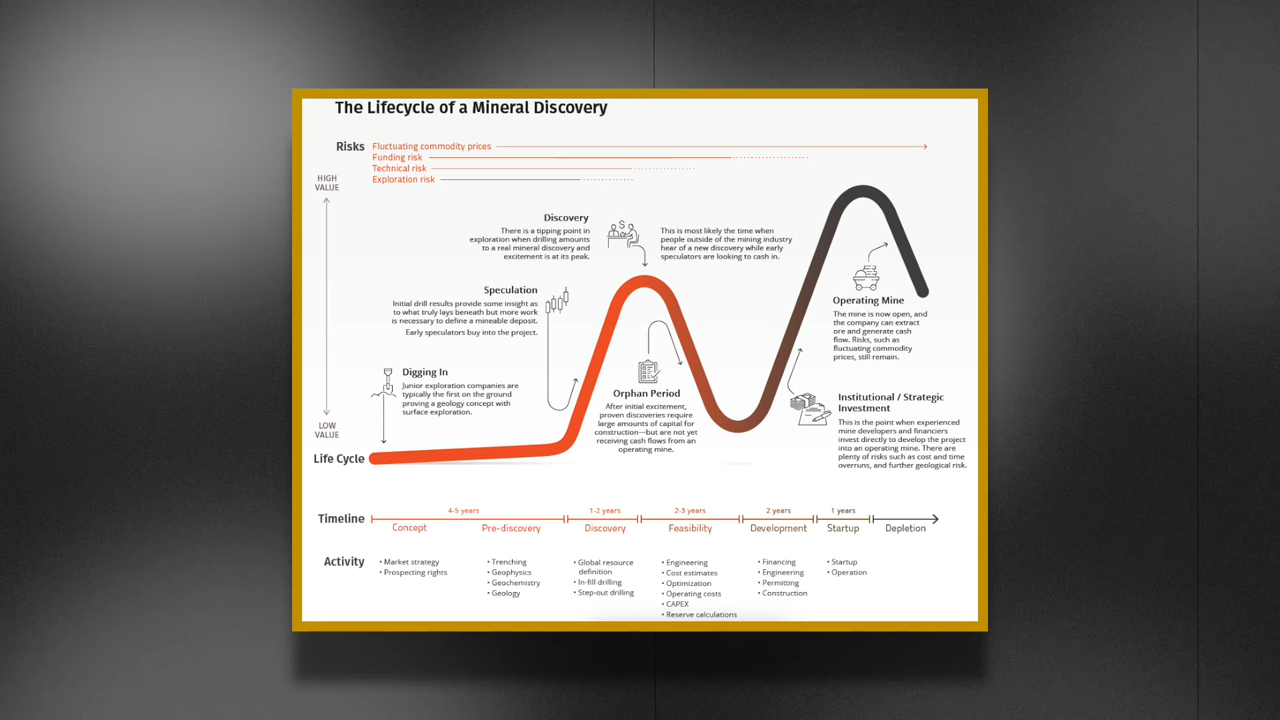 The Lifecycle of a Mineral Discovery
Risks
Fluctuating commodity prices
Funding risk
Technical risk
Exploration risk
HIGH
VALUE
Discovery
There is a tipping point in
exploration when drilling amounts
to a real mineral discovery and
excitement is at its peak.
$
This is most likely the time when
people outside of the mining industry
hear of a new discovery while early
speculators are looking to cash in.
Speculation
Initial drill results provide some insight as
to what truly lays beneath but more work
is necessary to define a mineable deposit.
Early speculators buy into the project.
Operating Mine
The mine is now open, and
the company can extract
ore and generate cash
flow. Risks, such as
fluctuating commodity
prices, still remain.
Digging In
Junior exploration companies are
typically the first on the ground
proving a geology concept with
surface exploration.
Orphan Period
After initial excitement,
proven discoveries require
large amounts of capital for
construction—but are not yet
receiving cash flows from an
operating mine.
Institutional / Strategic
Investment
This is the point when experienced
mine developers and financiers
invest directly to develop the project
into an operating mine. There are
plenty of risks such as cost and time
overruns, and further geological risk.
LOW
VALUE
Life Cycle
Timeline
4-5 years
1-2 years
2-3 years
2 years
1 years
Concept
Pre-discovery
Discovery
Feasibility
Development
Startup
Depletion
Activity
• Market strategy
• Prospecting rights
• Trenching
• Geophysics
• Geochemistry
• Geology
• Global resource
definition
• In-fill drilling
• Step-out drilling
• Engineering
• Cost estimates
• Optimization
• Operating costs
• CAPEX
• Reserve calculations
• Financing
• Engineering
• Permitting
• Construction
• Startup
• Operation